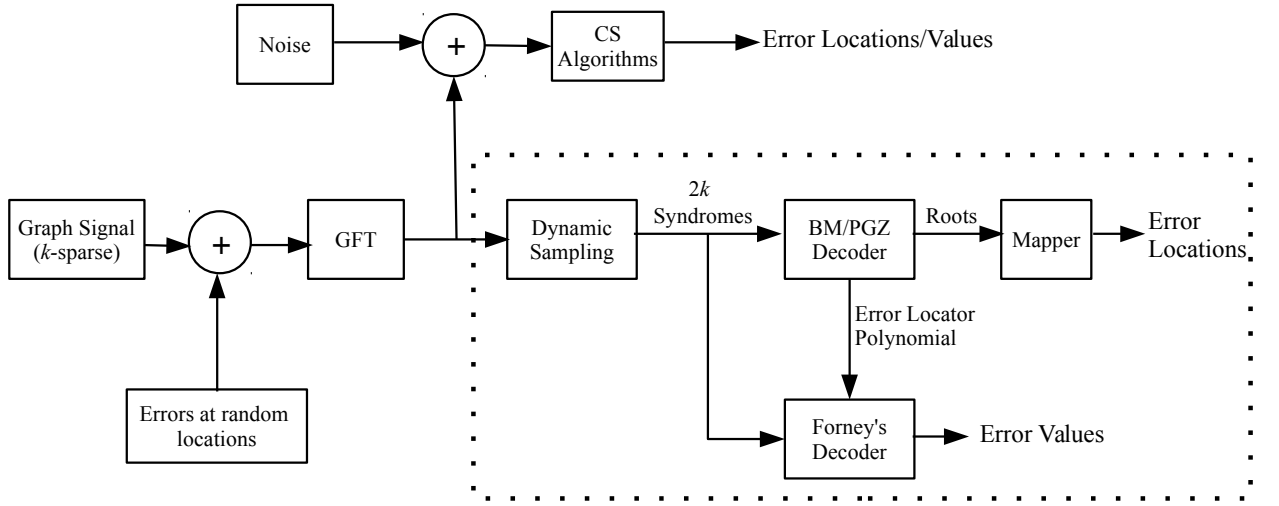 Noise
+
CS
Algorithms
Error Locations/Values
Graph Signal
(k-sparse)
+
GFT
Dynamic
Sampling
2k
Syndromes
BM/PGZ
Decoder
Roots
Mapper
Error
Locations
Error Locator
Polynomial
Errors at random
locations
Forney's
Decoder
Error Values